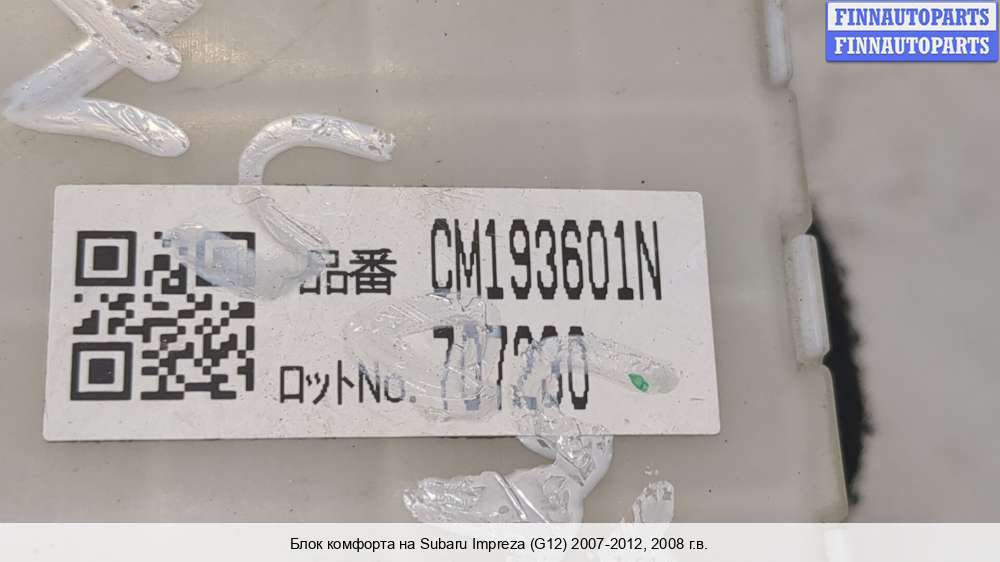 FINNAUTOPARTS
FINNAUTOPARTS
品番 CM193601N
ロットNo.
Блок комфорта на Subaru Impreza (G12) 2007-2012, 2008 г.в.